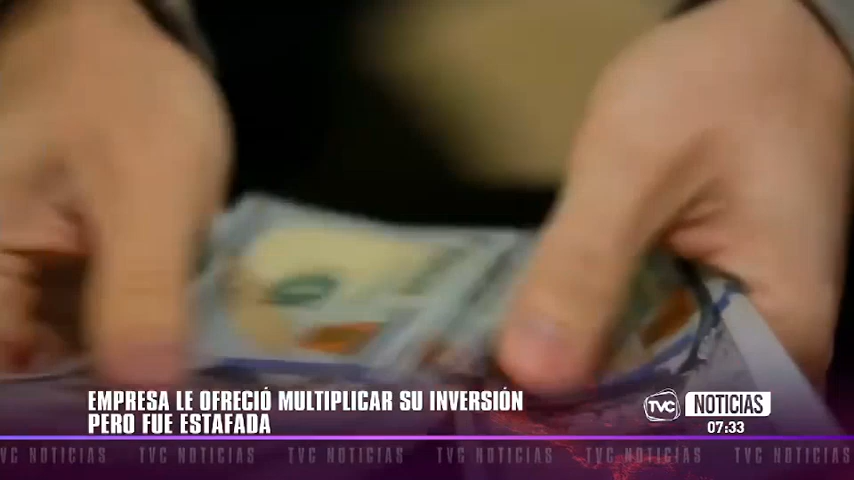 EMPRESA LE OFRECIÓ MULTIPLICAR SU INVERSIÓN
PERO FUE ESTAFADA
TVC NOTICIAS
07:33
VC NOTICIAS TVC NOTICIAS TVC NOTICIAS TVC NOTICIAS TVC NOTICIAS TVC NOTICIAS